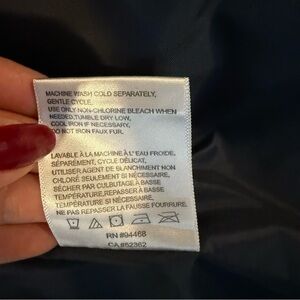 MACHINE WASH COLD SEPARATELY,
GENTLE CYCLE.
USE ONLY NON-CHLORINE BLEACH WHEN
NEEDED,TUMBLE DRY LOW,
COOL IRON IF NECESSARY,
DO NOT IRON FAUX FUR.
LAVABLE À LA MACHINE À L'EAU FROIDE,
SÉPARÉMENT, CYCLE DÉLICAT,
UTILISER AGENT DE BLANCHIMENT NON
CHLORÉ SEULEMENT SI NÉCESSAIRE,
SÉCHER PAR CULBUTAGE À BASSE
TEMPÉRATURE,REPASSER À BASSE
TEMPÉRATURE SI NÉCESSAIRE.
NE PAS REPASSER LA FAUSSE FOURRURE.
RN #94468
CA #52362